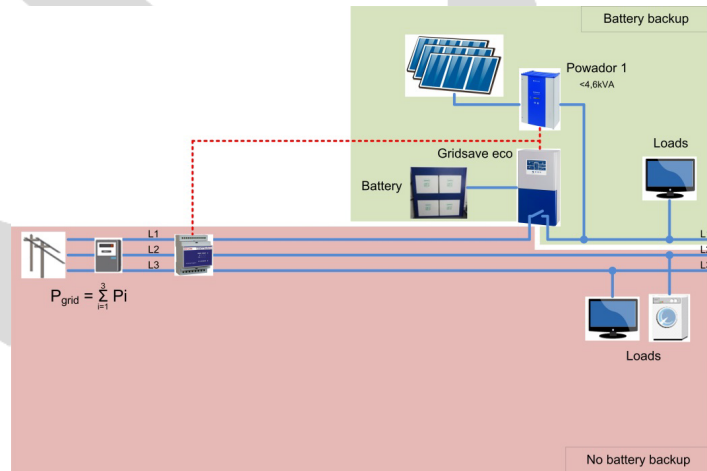 Battery backup
Powador 1
<4,6kVA
Loads
Gridsave eco
Battery
L1
L2
L3
P_grid = Σ_{i=1}^{3} Pi
Loads
No battery backup